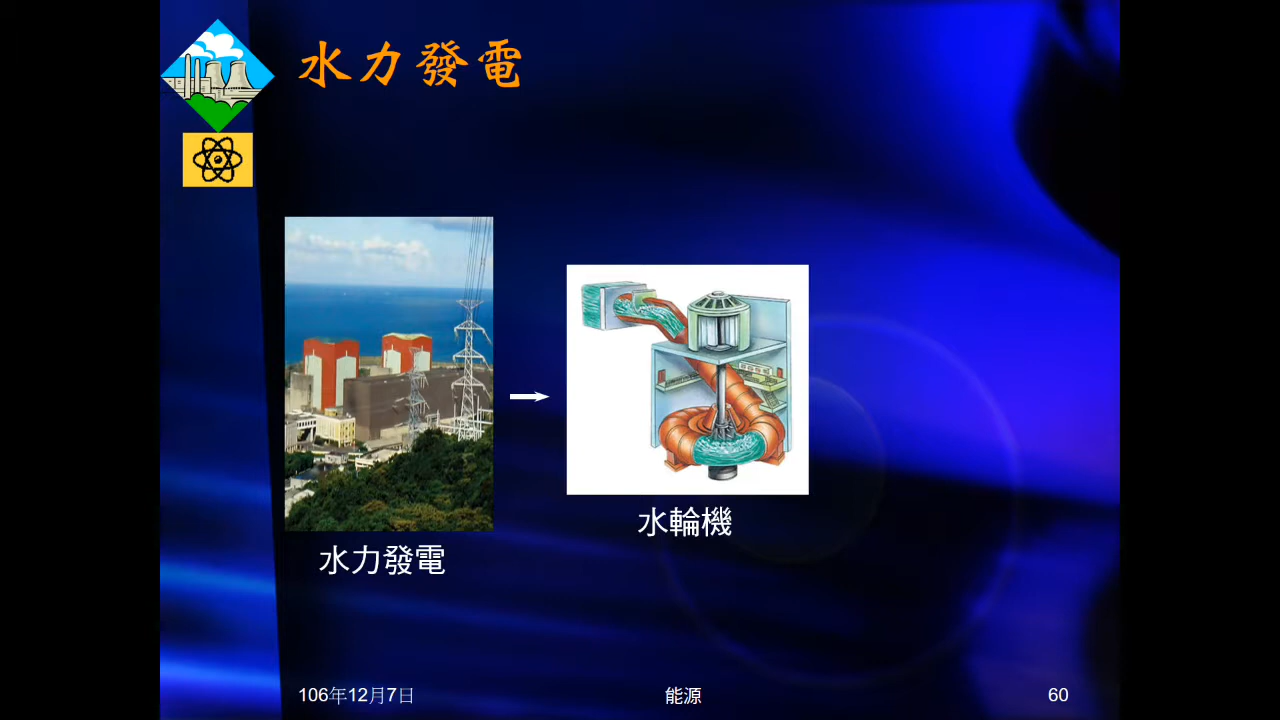 水力發電
水力發電
水輪機
106年12月7日
能源
60